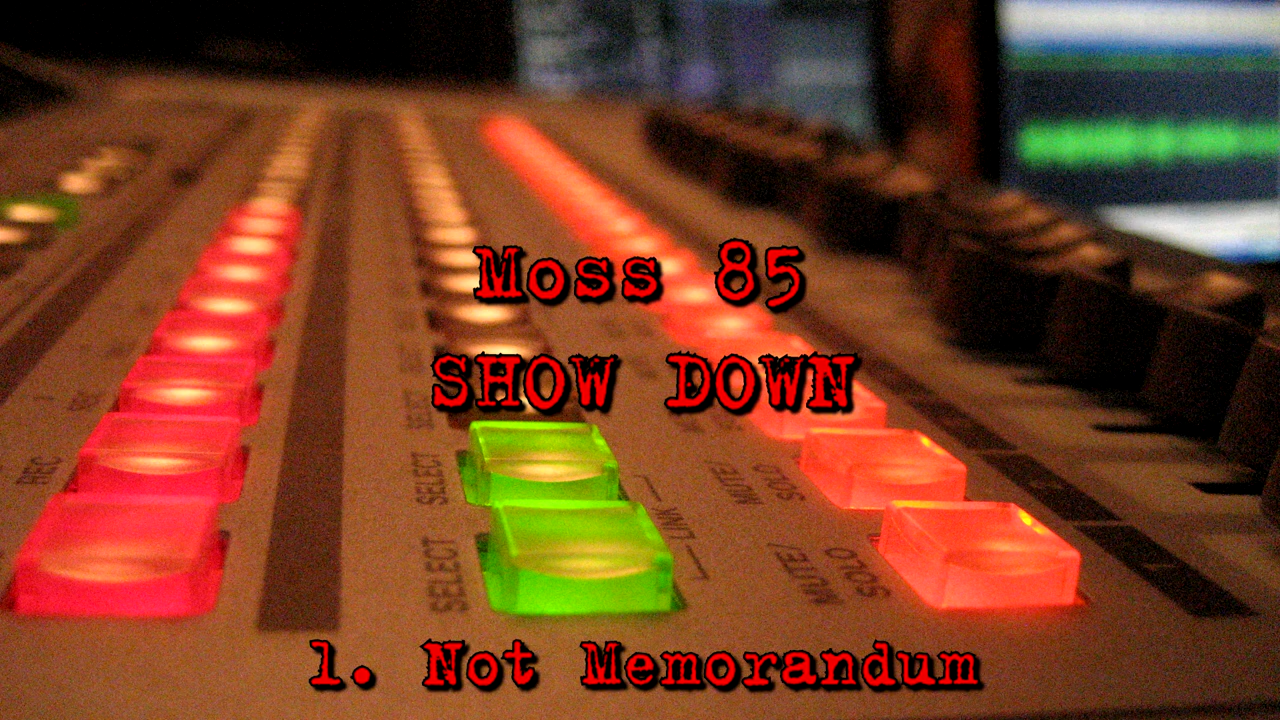 Moss 85
SHOW DOWN
REC
SELECT
SELECT
LINK
MUTE/
SOLO
MUTE/
SOLO
1. Not Memorandum